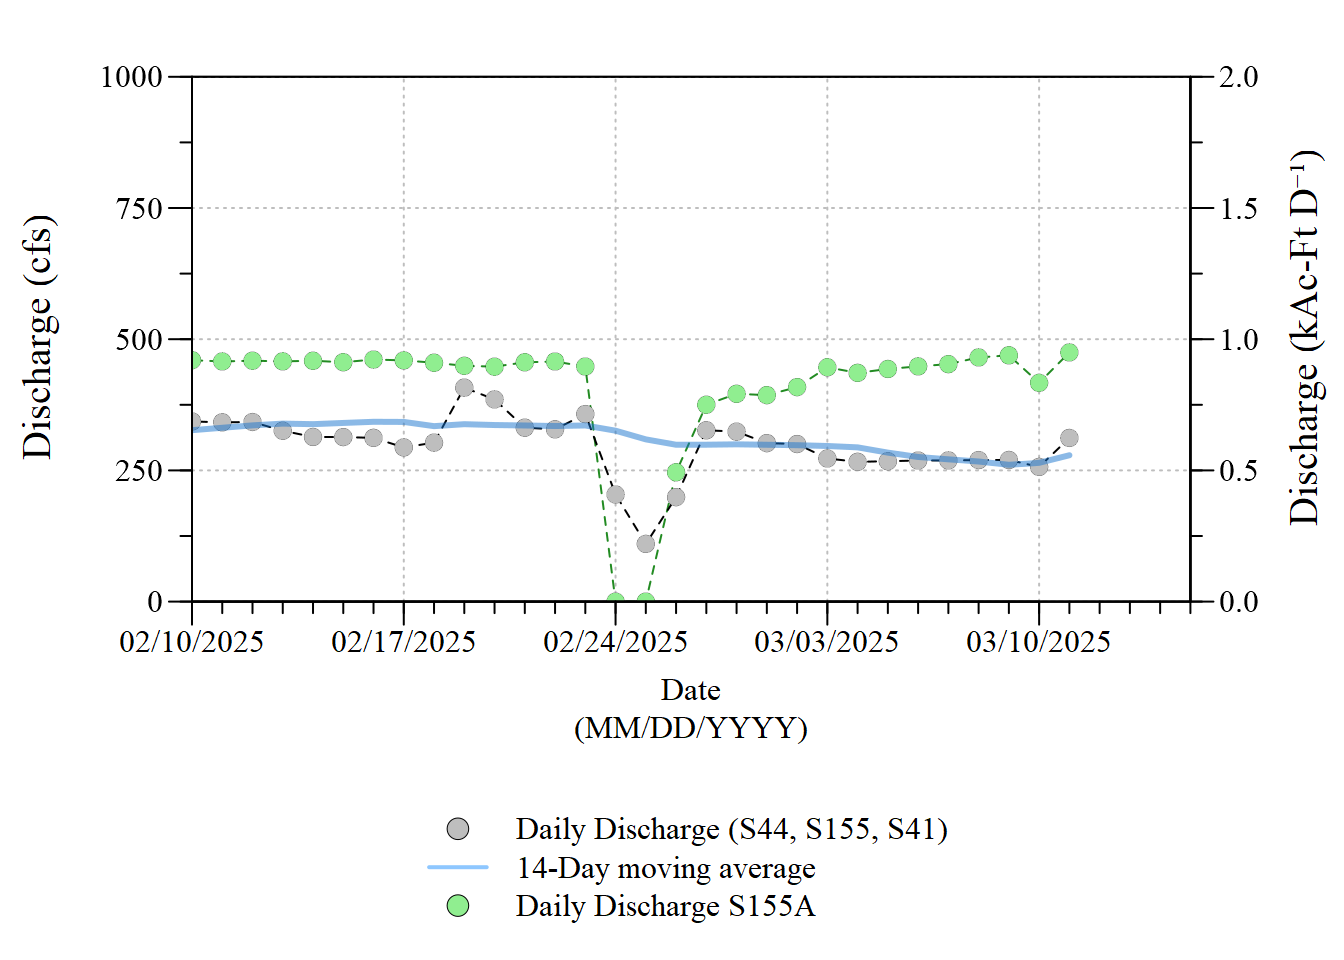 1000
750
500
250
0
Discharge (cfs)
2.0
1.5
1.0
0.5
0.0
Discharge (kAc-Ft D⁻¹)
02/10/2025 02/17/2025 02/24/2025 03/03/2025 03/10/2025
Date
(MM/DD/YYYY)
Daily Discharge (S44, S155, S41)
14-Day moving average
Daily Discharge S155A